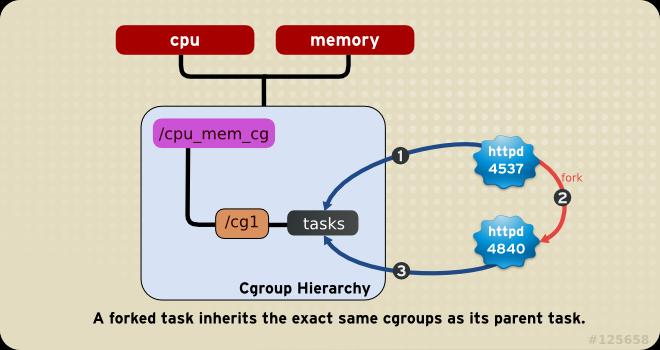 cpu memory
/cpu_mem_cg
1
httpd
4537
fork
2
/cg1 tasks
httpd
4840
3
Cgroup Hierarchy
A forked task inherits the exact same cgroups as its parent task.
#125658